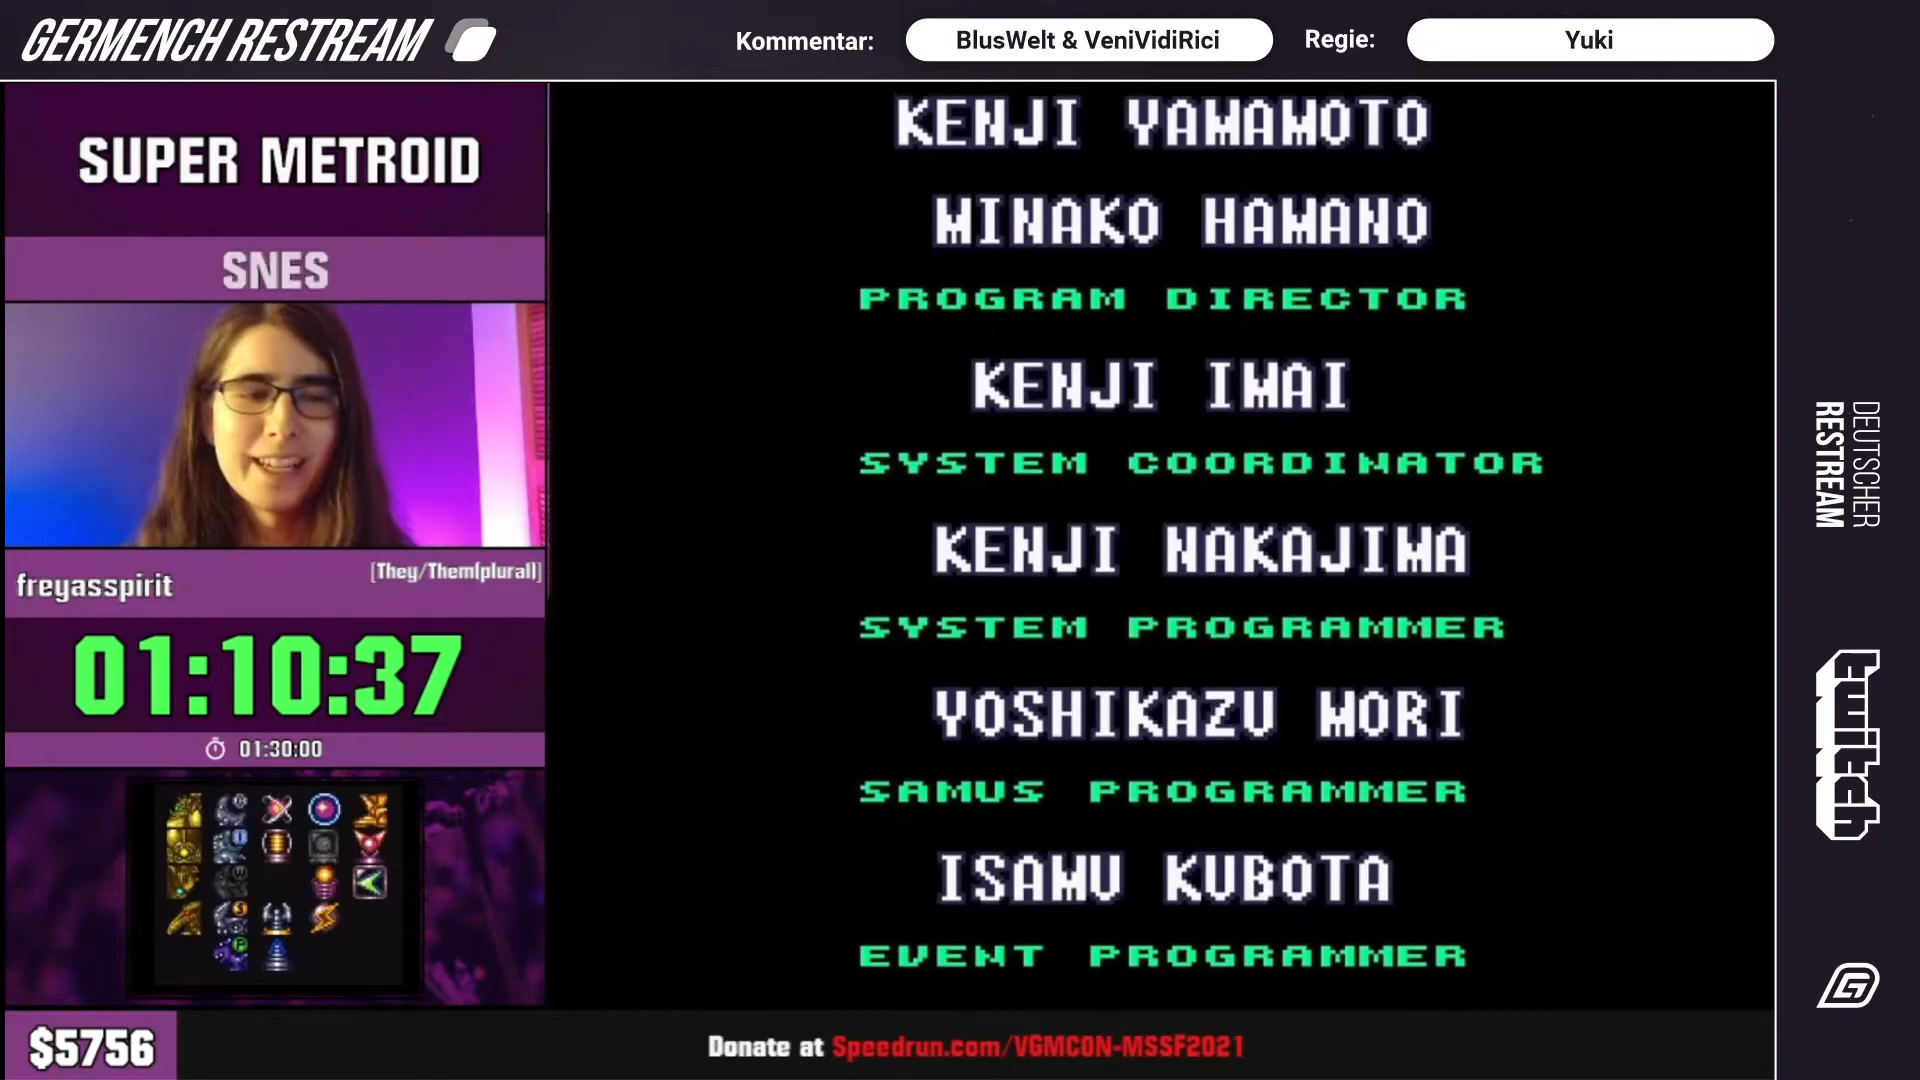 GERMENCH RESTREAM
Kommentar:
BlusWelt & VeniVidiRici
Regie:
Yuki
SUPER METROID
SNES
freyasspirit
[They/Them(plural)]
01:10:37
01:30:00
$5756
KENJI YAMAMOTO
MINAKO HAMANO
PROGRAM DIRECTOR
KENJI IMAI
SYSTEM COORDINATOR
KENJI NAKAJIMA
SYSTEM PROGRAMMER
YOSHIKAZU MORI
SAMUS PROGRAMMER
ISAMU KUBOTA
EVENT PROGRAMMER
Donate at Speedrun.com/VGMCON-MSSF2021
DEUTSCHER
RESTREAM
twitch
G